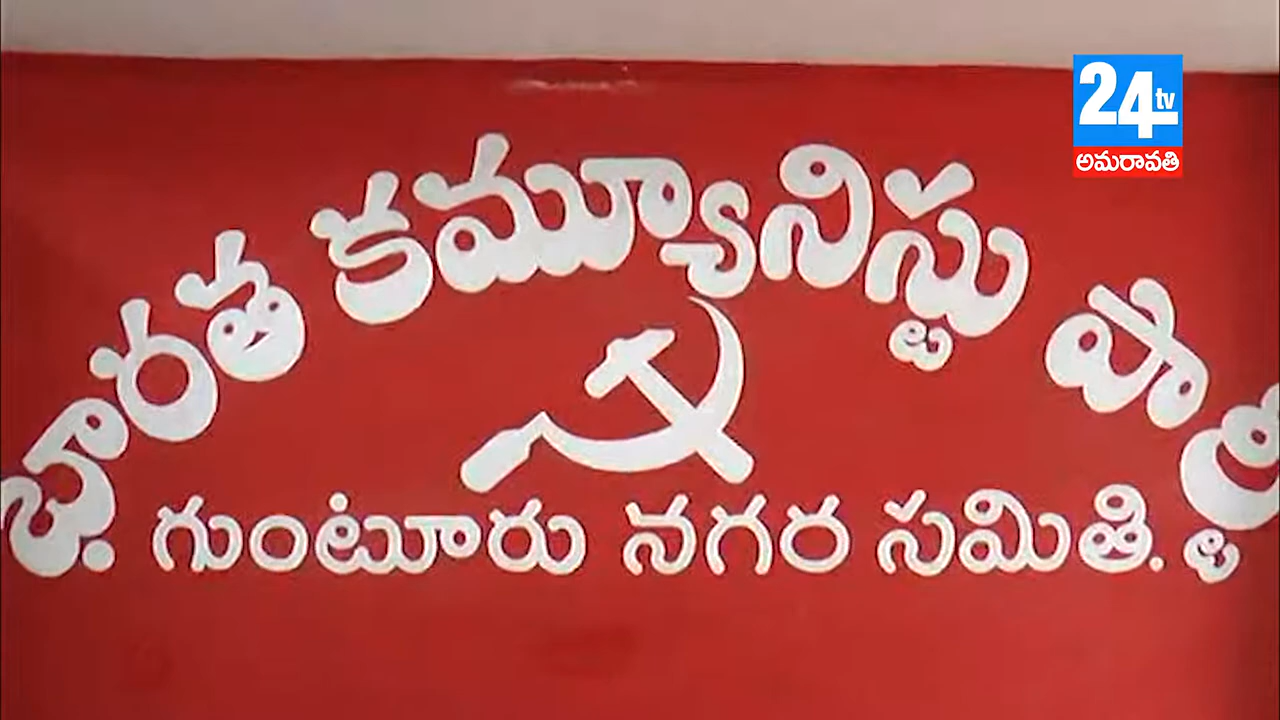 24 tv
అమరావతి
భారత కమ్యూనిస్టు పార్టీ
గుంటూరు నగర సమితి.